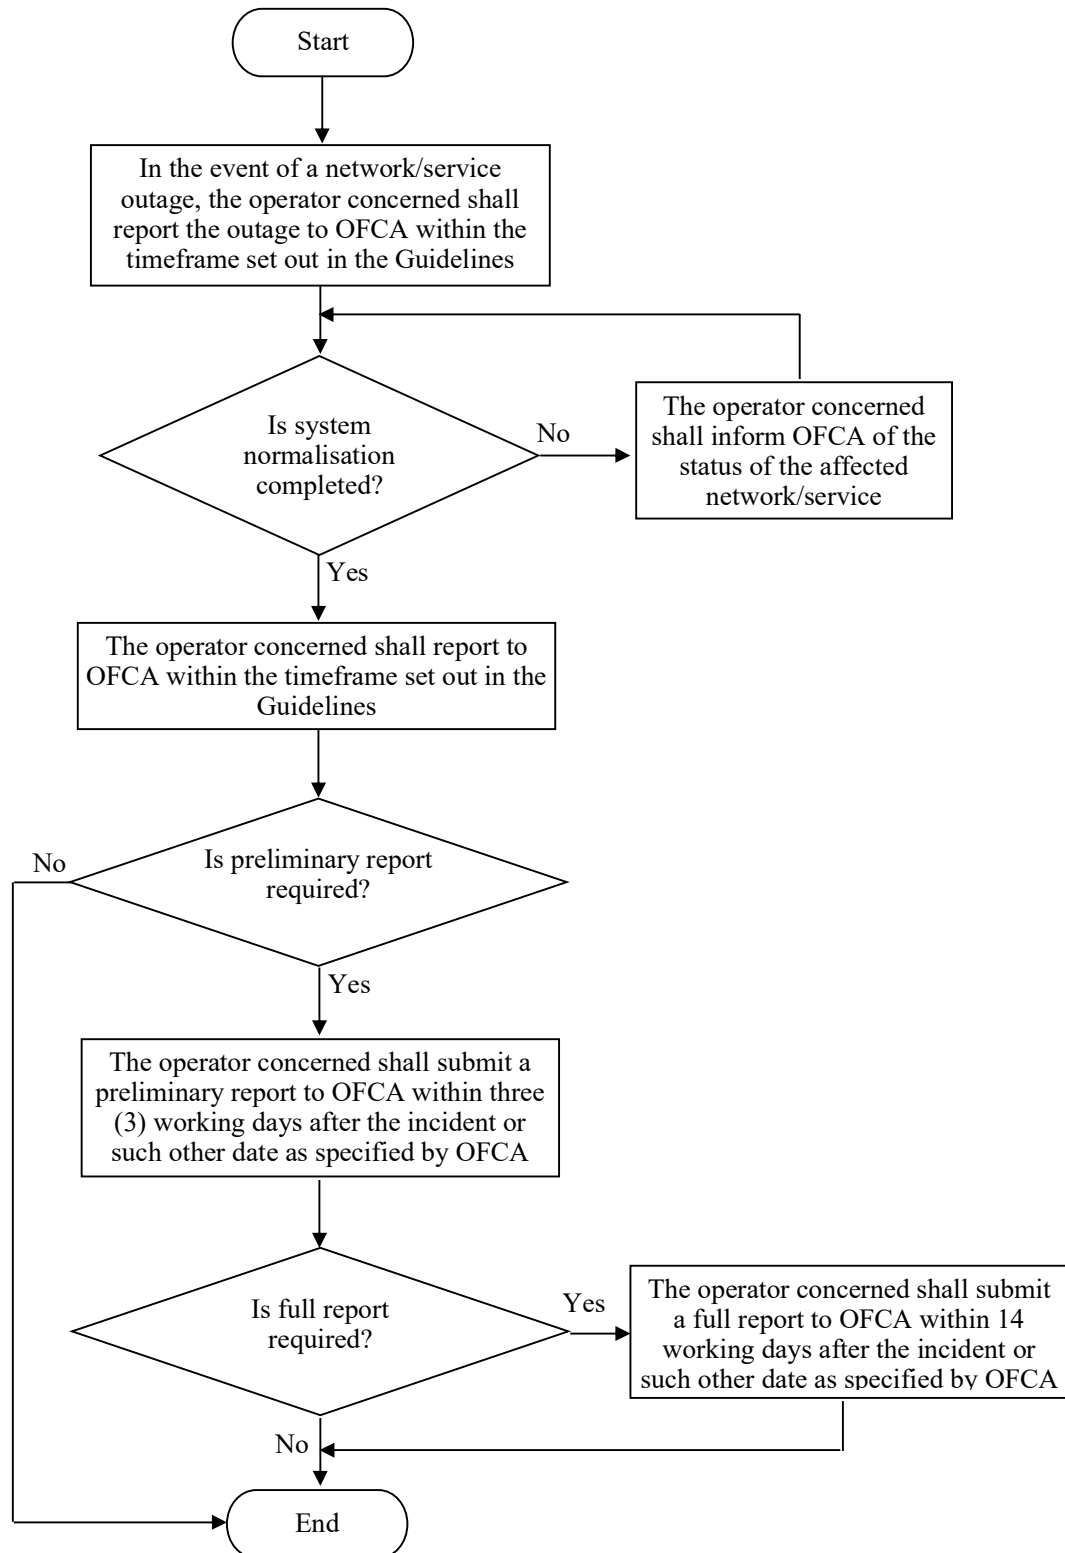 Start
In the event of a network/service
outage, the operator concerned shall
report the outage to OFCA within the
timeframe set out in the Guidelines
Is system
normalisation
completed?
No
The operator concerned
shall inform OFCA of the
status of the affected
network/service
Yes
The operator concerned shall report to
OFCA within the timeframe set out in the
Guidelines
Is preliminary report
required?
No
Yes
The operator concerned shall submit a
preliminary report to OFCA within three
(3) working days after the incident or
such other date as specified by OFCA
Is full report
required?
Yes
The operator concerned shall submit
a full report to OFCA within 14
working days after the incident or
such other date as specified by OFCA
No
End